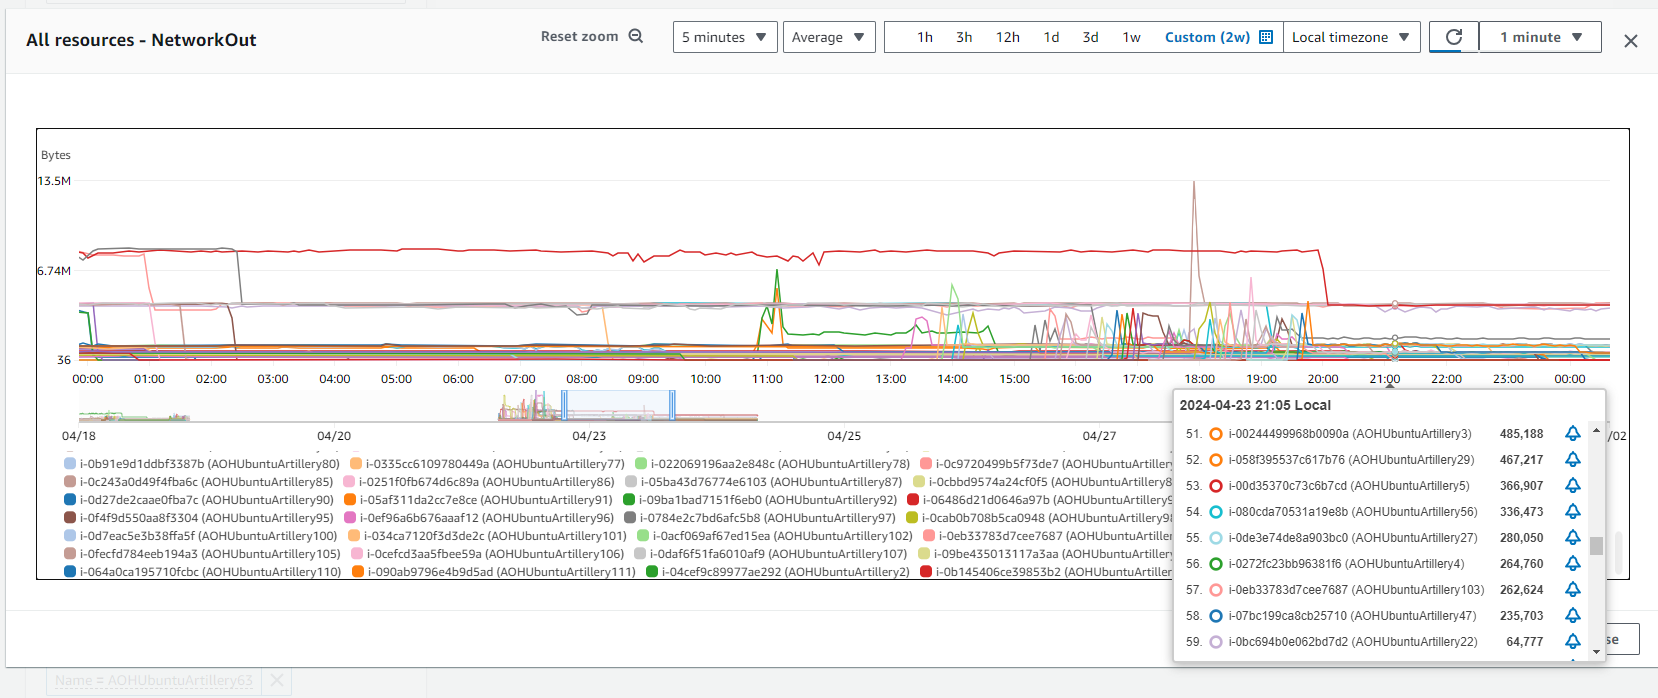 All resources - NetworkOut
Reset zoom
5 minutes
Average
1h 3h 12h 1d 3d 1w Custom (2w)
Local timezone
1 minute
Bytes
13.5M
6.74M
36
00:00 01:00 02:00 03:00 04:00 05:00 06:00 07:00 08:00 09:00 10:00 11:00 12:00 13:00 14:00 15:00 16:00 17:00 18:00 19:00 20:00 21:00 22:00 23:00 00:00
04/18 04/20 04/23 04/25 04/27 /02
i-0b91e9d1ddbf3387b (AOHUbuntuArtillery80) i-0335cc6109780449a (AOHUbuntuArtillery77) i-022069196aa2e848c (AOHUbuntuArtillery78) i-0c9720499b5f73de7 (AOHUbuntuArtillery
i-0c243a0d49f4fba6c (AOHUbuntuArtillery85) i-0251f0fb674d6c89a (AOHUbuntuArtillery86) i-05ba43d76774e6103 (AOHUbuntuArtillery87) i-0cbbd9574a24cf0f5 (AOHUbuntuArtillery8
i-0d27de2caae0fba7c (AOHUbuntuArtillery90) i-05af311da2cc7e8ce (AOHUbuntuArtillery91) i-09ba1bad7151f6eb0 (AOHUbuntuArtillery92) i-06486d21d0646a97b (AOHUbuntuArtillery
i-0f4f9d550aa8f3304 (AOHUbuntuArtillery95) i-0ef96a6b676aaaf12 (AOHUbuntuArtillery96) i-0784e2c7bd6afc5b8 (AOHUbuntuArtillery97) i-0cab0b708b5ca0948 (AOHUbuntuArtillery98
i-0d7eac5e3b38ffa5f (AOHUbuntuArtillery100) i-034ca7120f3d3de2c (AOHUbuntuArtillery101) i-0acf069af67ed15ea (AOHUbuntuArtillery102) i-0eb33783d7cee7687 (AOHUbuntuArtille
i-0fecfd784eeb194a3 (AOHUbuntuArtillery105) i-0cefcd3aa5fbee59a (AOHUbuntuArtillery106) i-0daf6f51fa6010af9 (AOHUbuntuArtillery107) i-09be435013117a3aa (AOHUbuntuArtiller
i-064a0ca195710fcbc (AOHUbuntuArtillery110) i-090ab9796e4b9d5ad (AOHUbuntuArtillery111) i-04cef9c89977ae292 (AOHUbuntuArtillery2) i-0b145406ce39853b2 (AOHUbuntuArtiller
2024-04-23 21:05 Local
51. i-00244499968b0090a (AOHUbuntuArtillery3) 485,188
52. i-058f395537c617b76 (AOHUbuntuArtillery29) 467,217
53. i-00d35370c73c6b7cd (AOHUbuntuArtillery5) 366,907
54. i-080cda70531a19e8b (AOHUbuntuArtillery56) 336,473
55. i-0de3e74de8a903bc0 (AOHUbuntuArtillery27) 280,050
56. i-0272fc23bb96381f6 (AOHUbuntuArtillery4) 264,760
57. i-0eb33783d7cee7687 (AOHUbuntuArtillery103) 262,624
58. i-07bc199ca8cb25710 (AOHUbuntuArtillery47) 235,703
59. i-0bc694b0e062bd7d2 (AOHUbuntuArtillery22) 64,777
se
Name = AOHUbuntuArtillery63